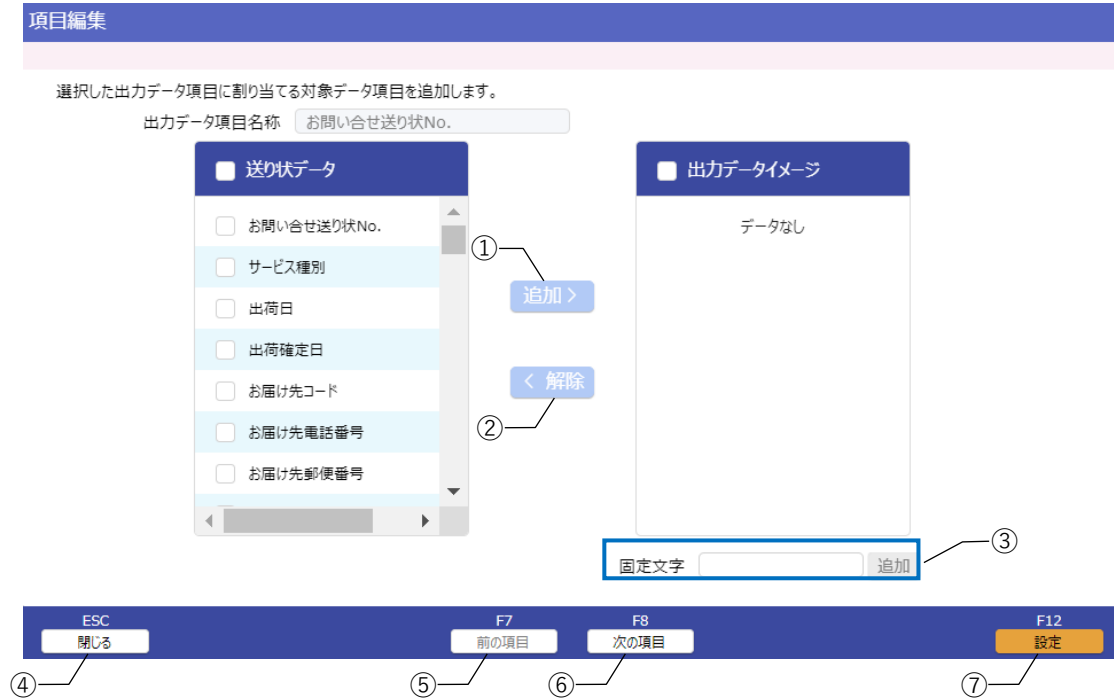 項目編集
選択した出力データ項目に割り当てる対象データ項目を追加します。
出力データ項目名称 お問い合せ送り状No.
送り状データ
出力データイメージ
お問い合せ送り状No.
データなし
サービス種別
①
追加 >
出荷日
出荷確定日
< 解除
お届け先コード
②
お届け先電話番号
お届け先郵便番号
③
固定文字 追加
ESC F7 F8 F12
閉じる 前の項目 次の項目 設定
④ ⑤ ⑥ ⑦